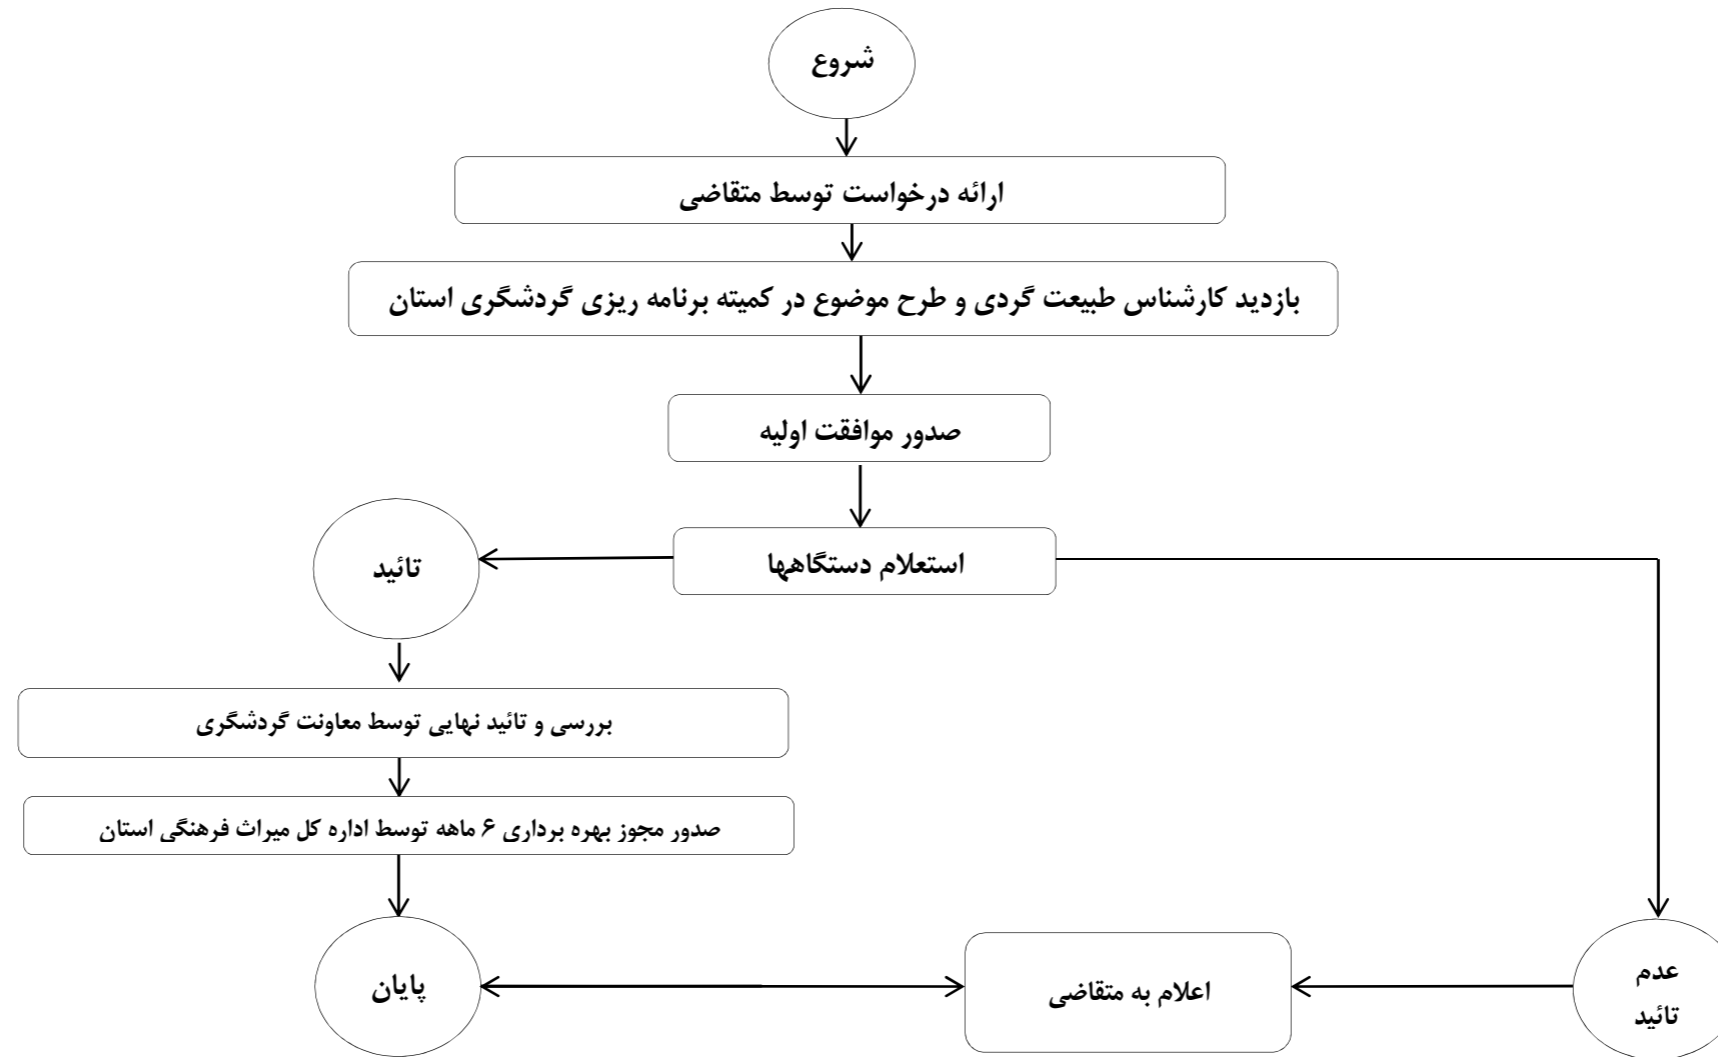 شروع
ارائه درخواست توسط متقاضی
بازدید کارشناس طبیعت گردی و طرح موضوع در کمیته برنامه ریزی گردشگری استان
صدور موافقت اولیه
استعلام دستگاهها
تائید
بررسی و تائید نهایی توسط معاونت گردشگری
صدور مجوز بهره برداری ۶ ماهه توسط اداره کل میراث فرهنگی استان
عدم
تائید
اعلام به متقاضی
پایان